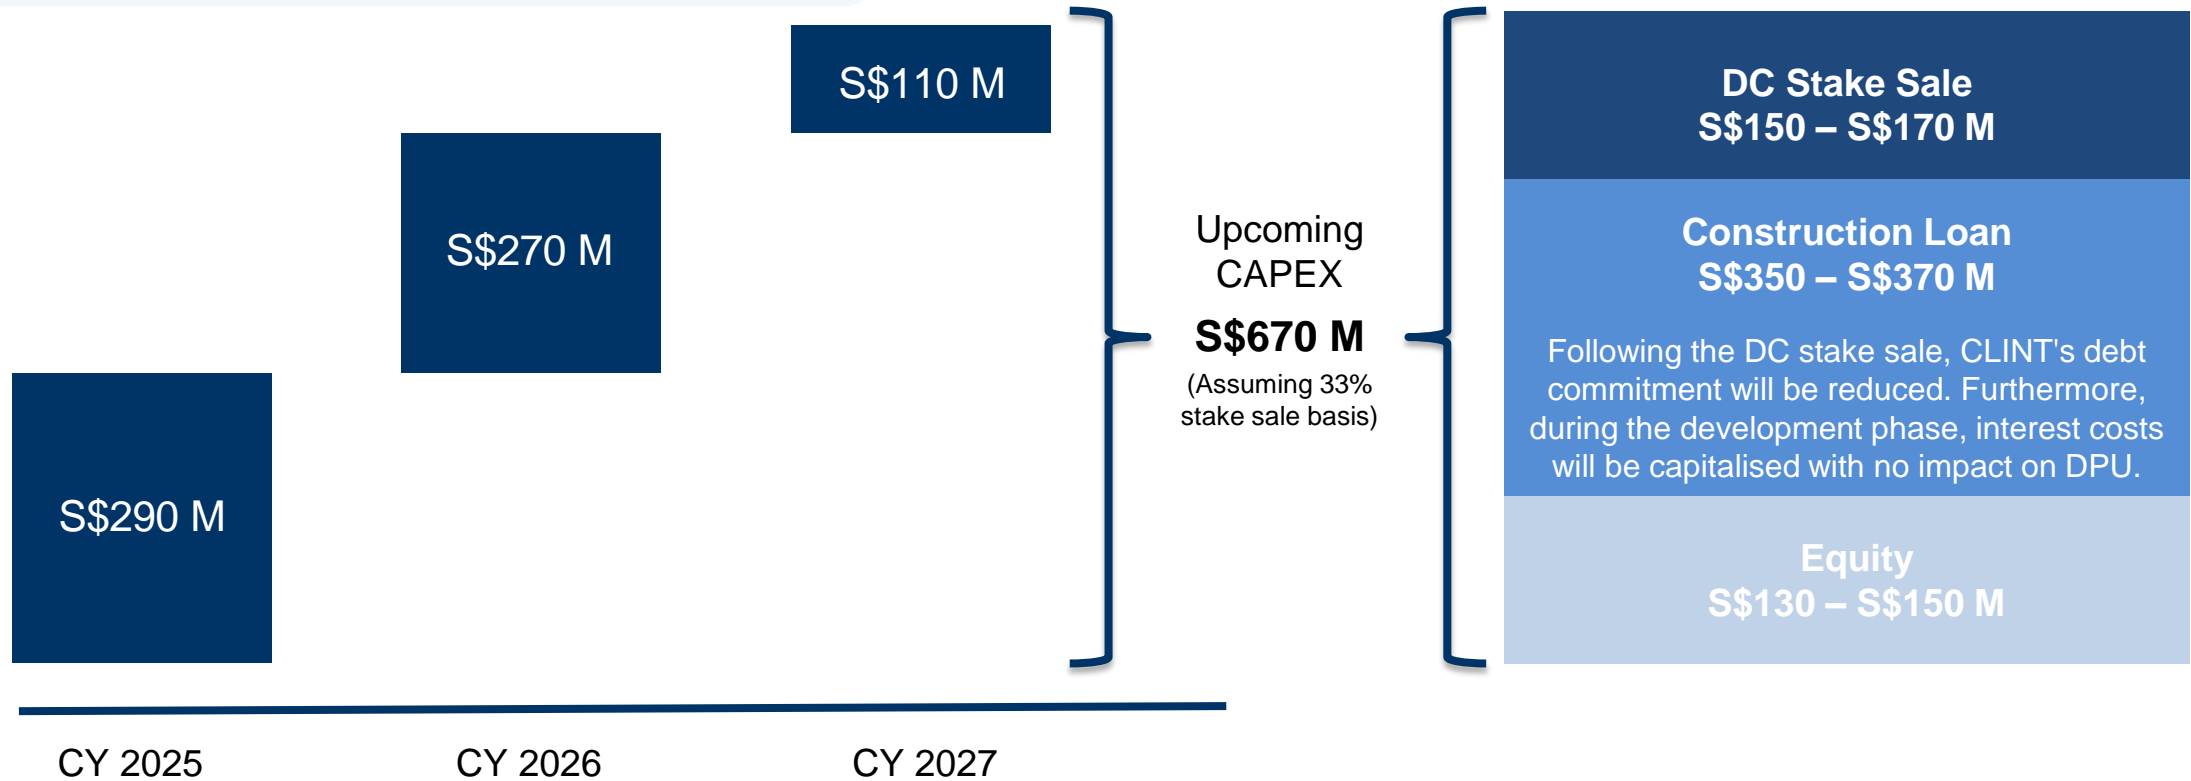 S$110 M
S$270 M
S$290 M
CY 2025
CY 2026
CY 2027
Upcoming
CAPEX
S$670 M
(Assuming 33%
stake sale basis)
DC Stake Sale
S$150 – S$170 M
Construction Loan
S$350 – S$370 M
Following the DC stake sale, CLINT's debt
commitment will be reduced. Furthermore,
during the development phase, interest costs
will be capitalised with no impact on DPU.
Equity
S$130 – S$150 M